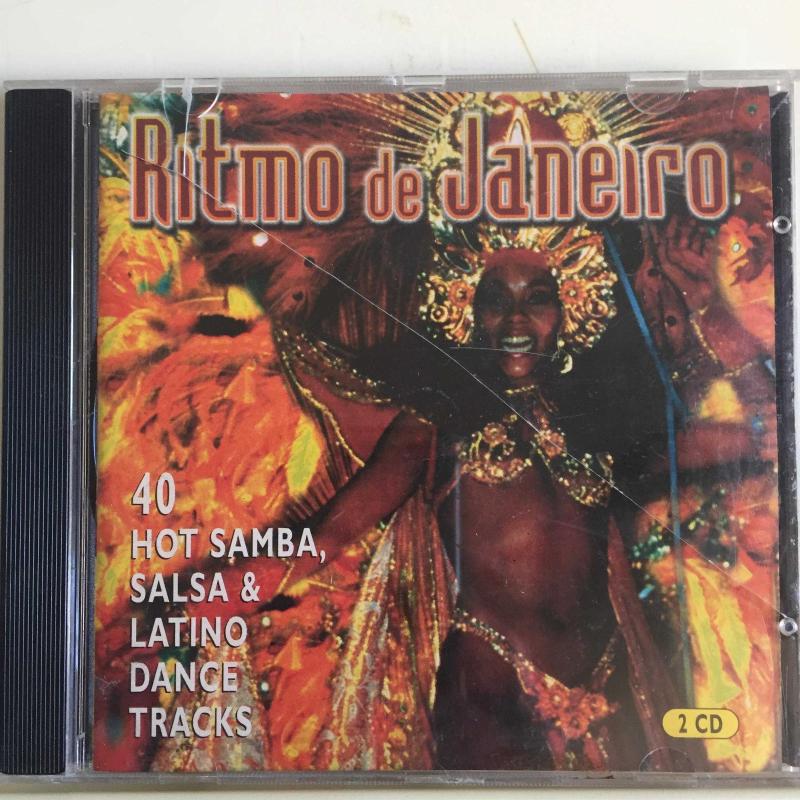 Ritmo de Janeiro
40
HOT SAMBA,
SALSA &
LATINO
DANCE
TRACKS
2 CD